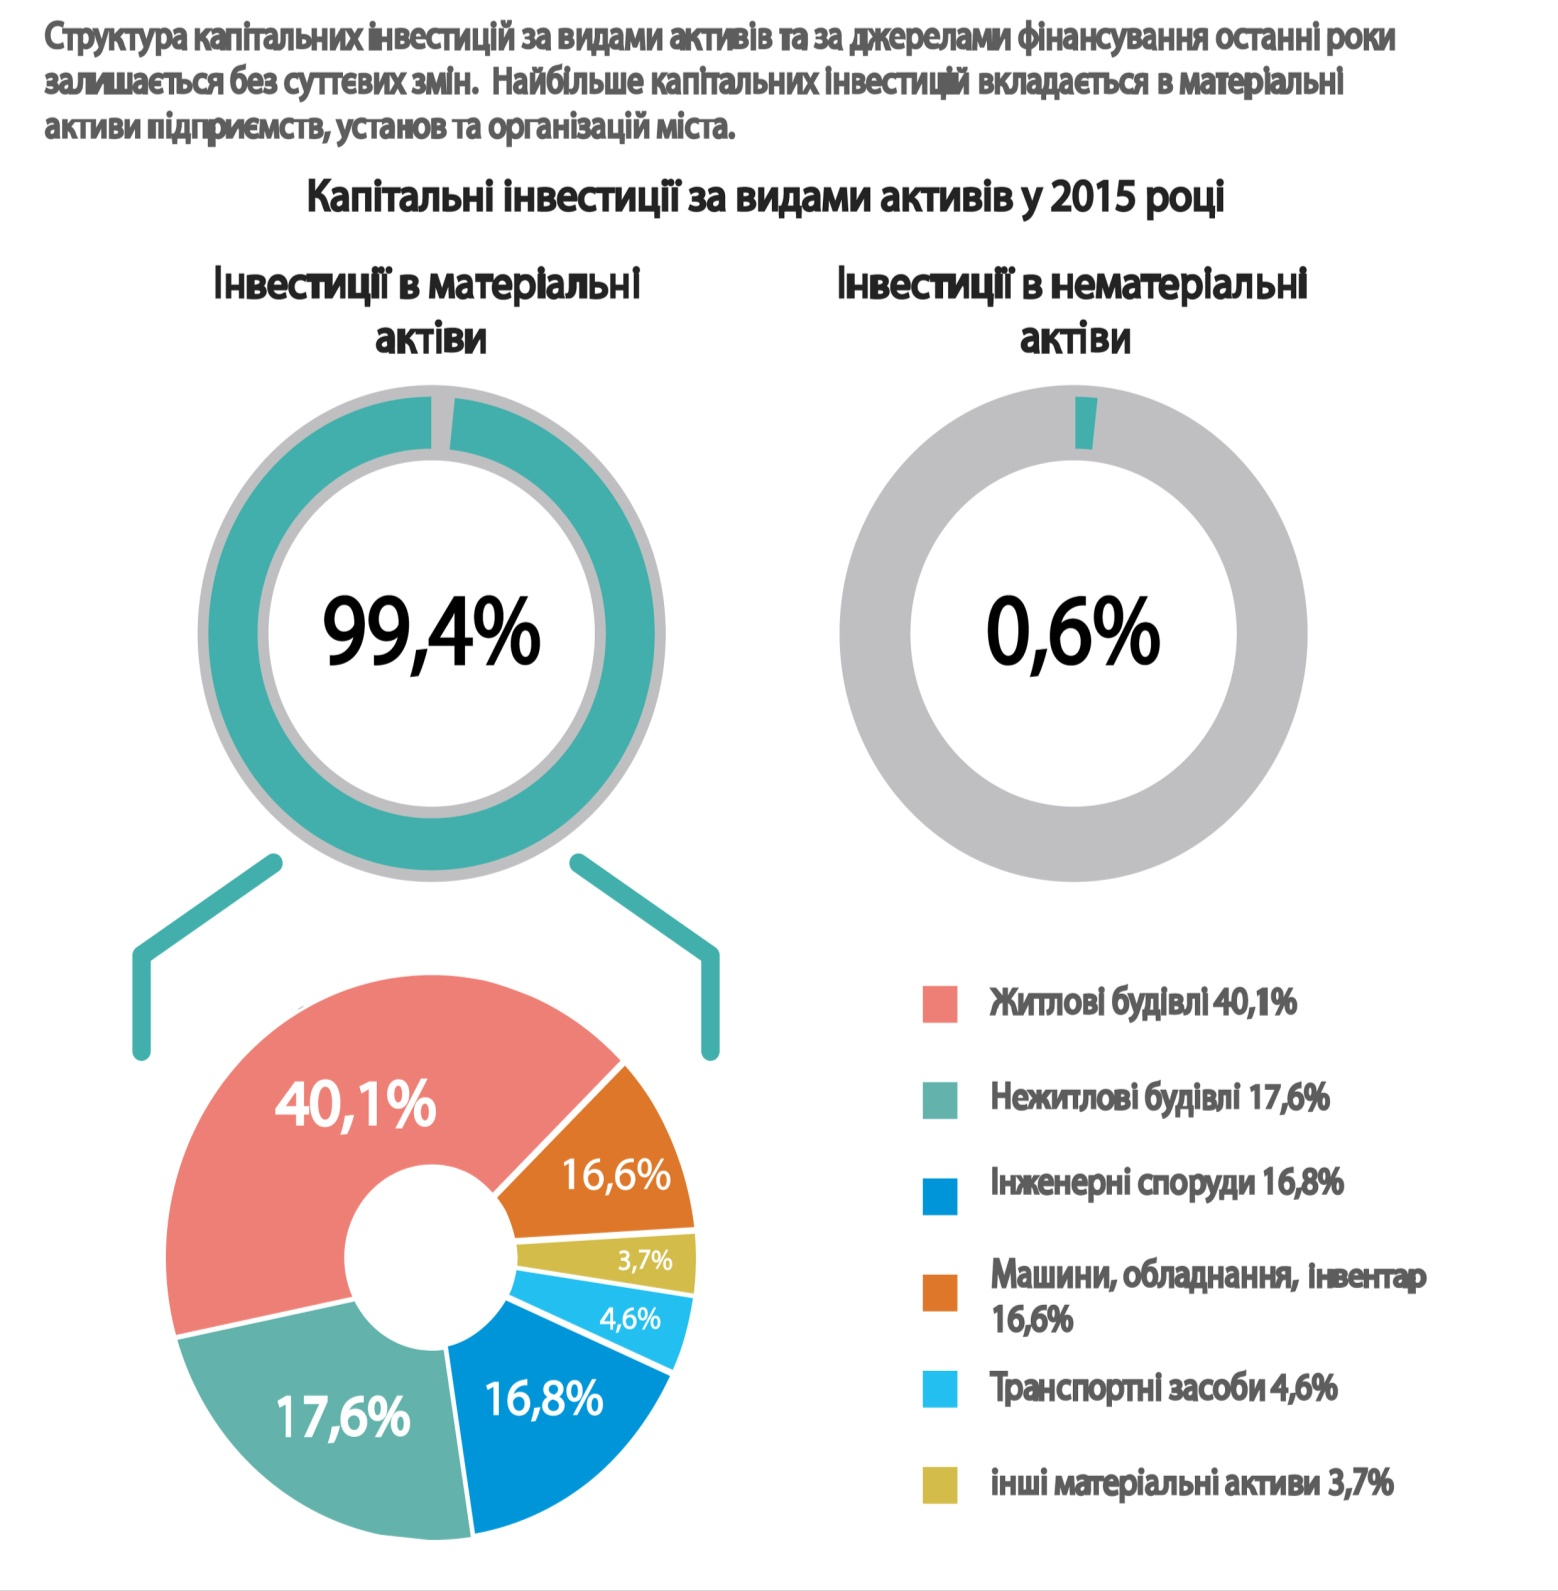 Структура капітальних інвестицій за видами активів та за джерелами фінансування останні роки
залишається без суттєвих змін. Найбільше капітальних інвестицій вкладається в матеріальні
активи підприємств, установ та організацій міста.
Капітальні інвестиції за видами активів у 2015 році
Інвестиції в матеріальні
актіви
Інвестиції в нематеріальні
актіви
99,4%
0,6%
40,1%
16,6%
3,7%
4,6%
16,8%
17,6%
Житлові будівлі 40,1%
Нежитлові будівлі 17,6%
Інженерні споруди 16,8%
Машини, обладнання, інвентар
16,6%
Транспортні засоби 4,6%
інші матеріальні активи 3,7%